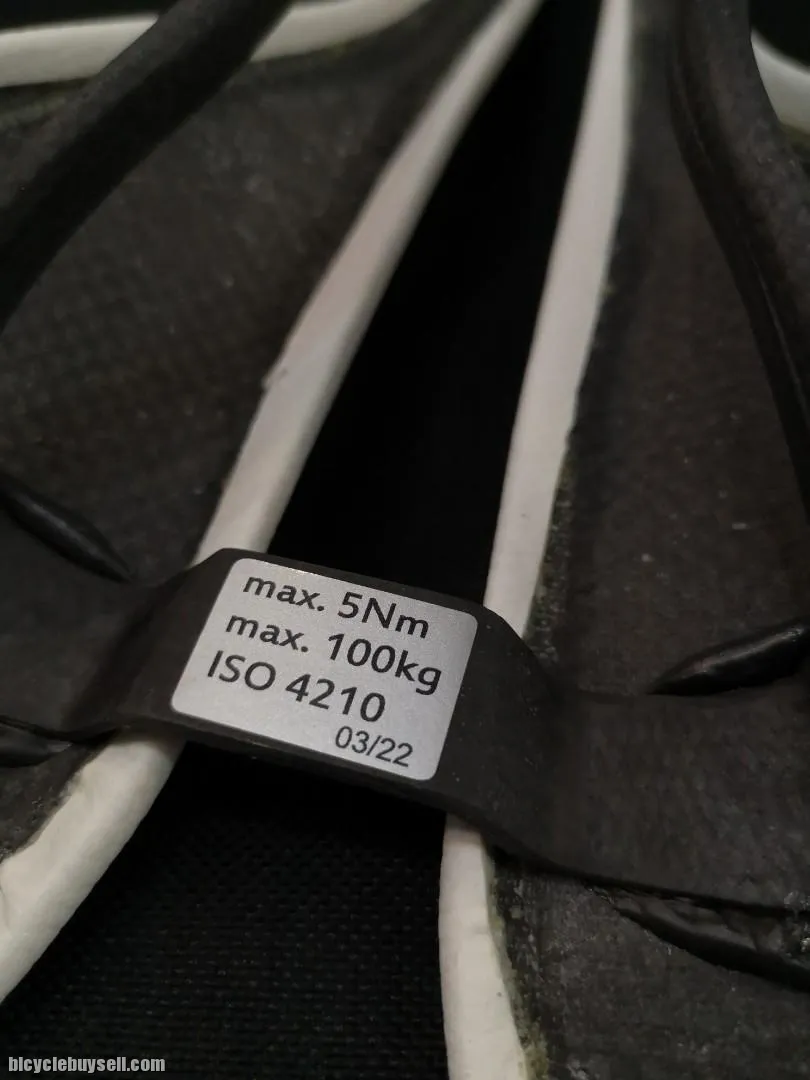 max. 5Nm
max. 100kg
ISO 4210
03/22
bicyclebuysell.com